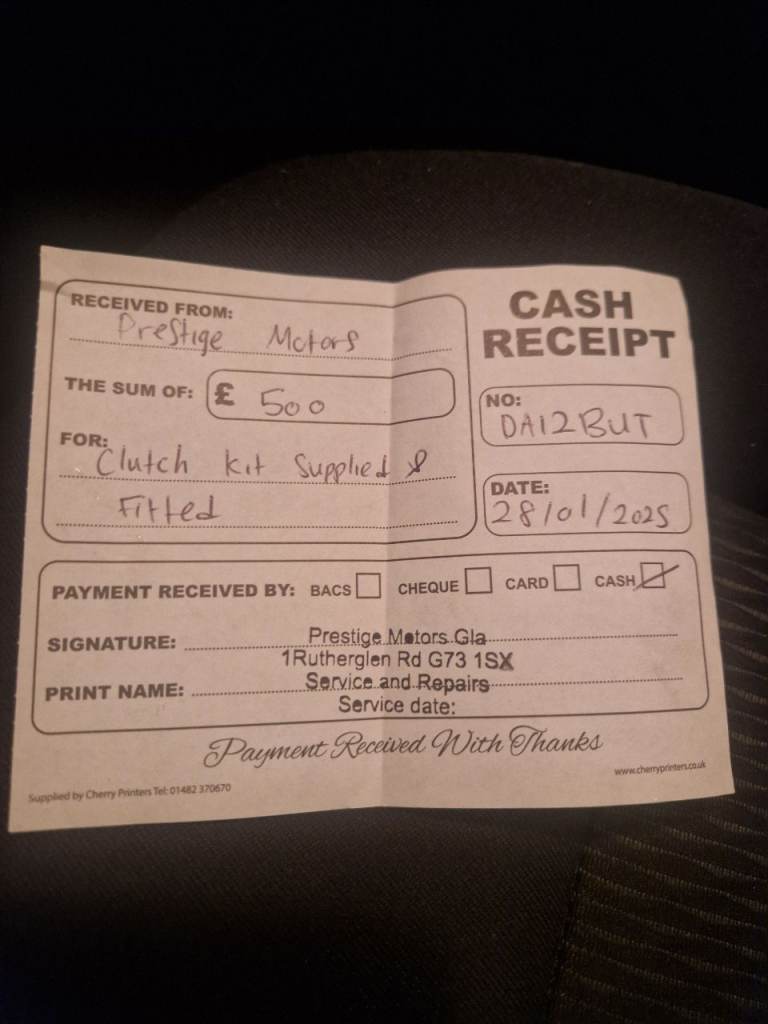 CASH
RECEIPT
RECEIVED FROM:
Prestige Motors
THE SUM OF: £ 500
NO:
DA12BUT
FOR:
Clutch kit Supplied &
Fitted
DATE:
28/01/2025
PAYMENT RECEIVED BY: BACS CHEQUE CARD CASH
SIGNATURE:
Prestige Motors Gla
1Rutherglen Rd G73 1SX
PRINT NAME:
Service and Repairs
Service date:
Payment Received With Thanks
Supplied by Cherry Printers Tel: 01482 370670
www.cherryprinters.co.uk